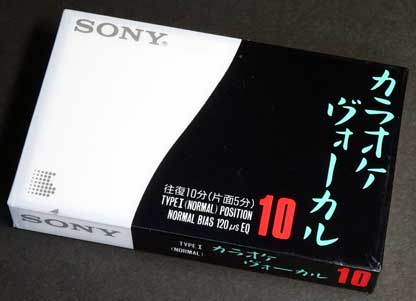 SONY®
カラオケ
ヴォーカル
往復10分(片面5分)
TYPE I (NORMAL) POSITION
NORMAL BIAS 120μs EQ
10
SONY
TYPE I
(NORMAL)
カラオケ
ヴォーカル
10